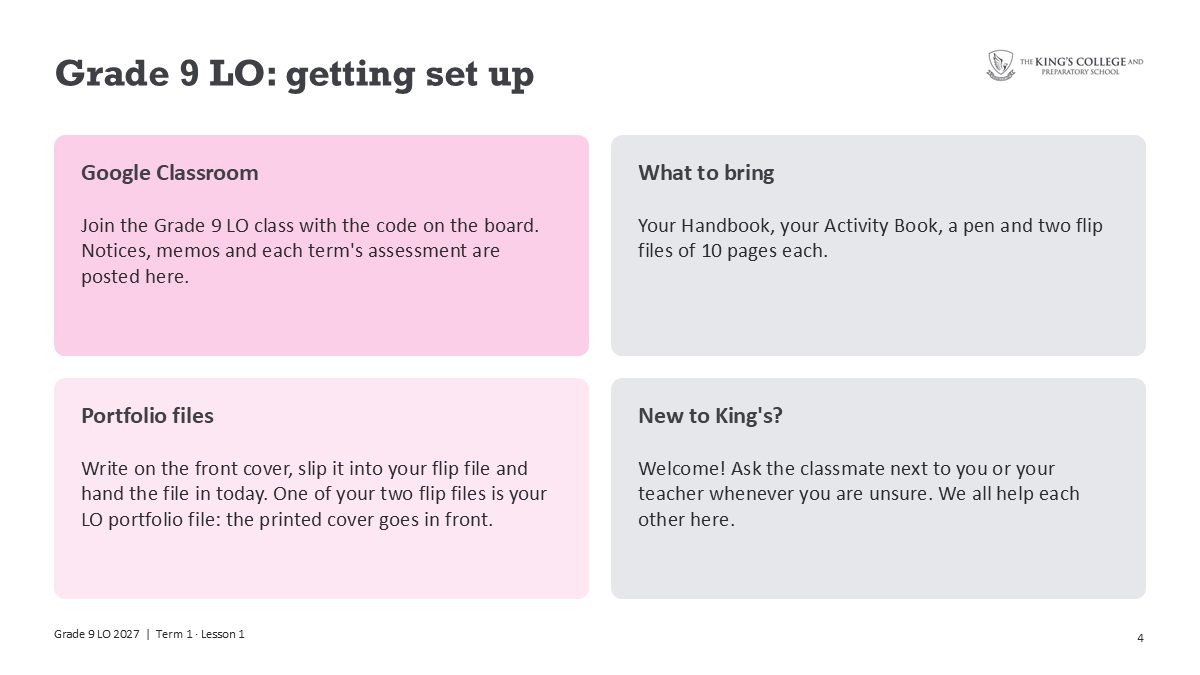 Grade 9 LO: getting set up
THE KING'S COLLEGE AND
PREPARATORY SCHOOL
Google Classroom
Join the Grade 9 LO class with the code on the board.
Notices, memos and each term's assessment are
posted here.
What to bring
Your Handbook, your Activity Book, a pen and two flip
files of 10 pages each.
Portfolio files
Write on the front cover, slip it into your flip file and
hand the file in today. One of your two flip files is your
LO portfolio file: the printed cover goes in front.
New to King's?
Welcome! Ask the classmate next to you or your
teacher whenever you are unsure. We all help each
other here.
Grade 9 LO 2027 | Term 1 · Lesson 1
4